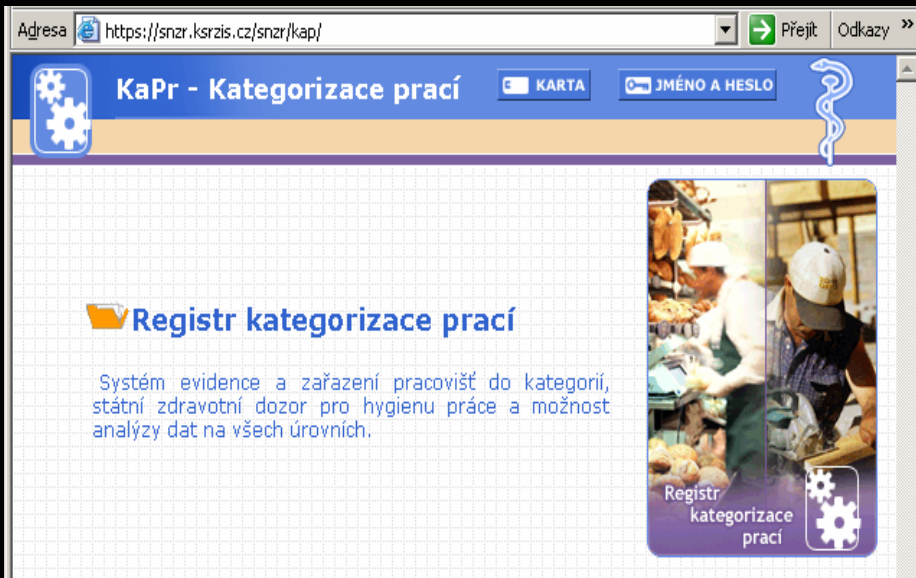 Adresa https://snzr.ksrzis.cz/snzr/kap/ Přejít Odkazy »
KaPr - Kategorizace prací KARTA JMÉNO A HESLO
Registr kategorizace prací
Systém evidence a zařazení pracovišť do kategorií,
státní zdravotní dozor pro hygienu práce a možnost
analýzy dat na všech úrovních.
Registr
kategorizace
prací